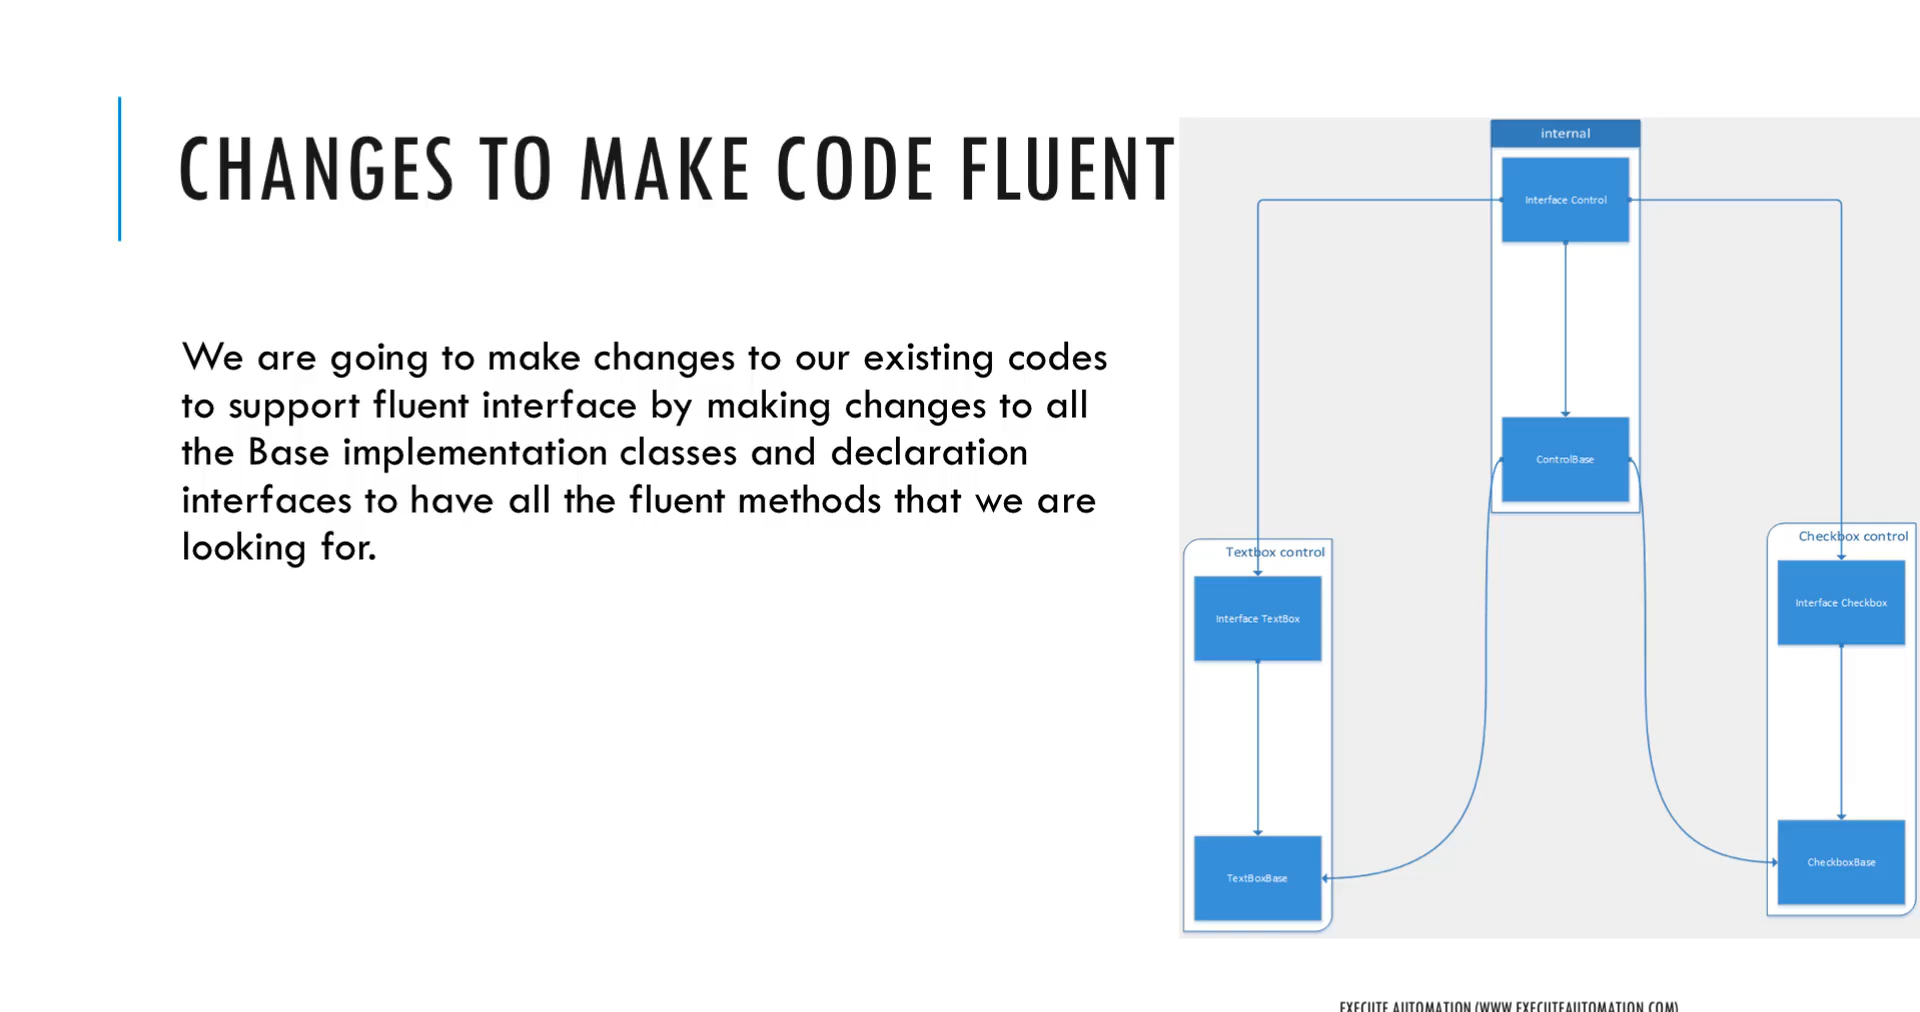 CHANGES TO MAKE CODE FLUENT
We are going to make changes to our existing codes
to support fluent interface by making changes to all
the Base implementation classes and declaration
interfaces to have all the fluent methods that we are
looking for.
internal
Interface Control
ControlBase
Textbox control
Interface TextBox
TextBoxBase
Checkbox control
Interface Checkbox
CheckboxBase
EXECUTE AUTOMATION (WWW.EXECUTEAUTOMATION.COM)